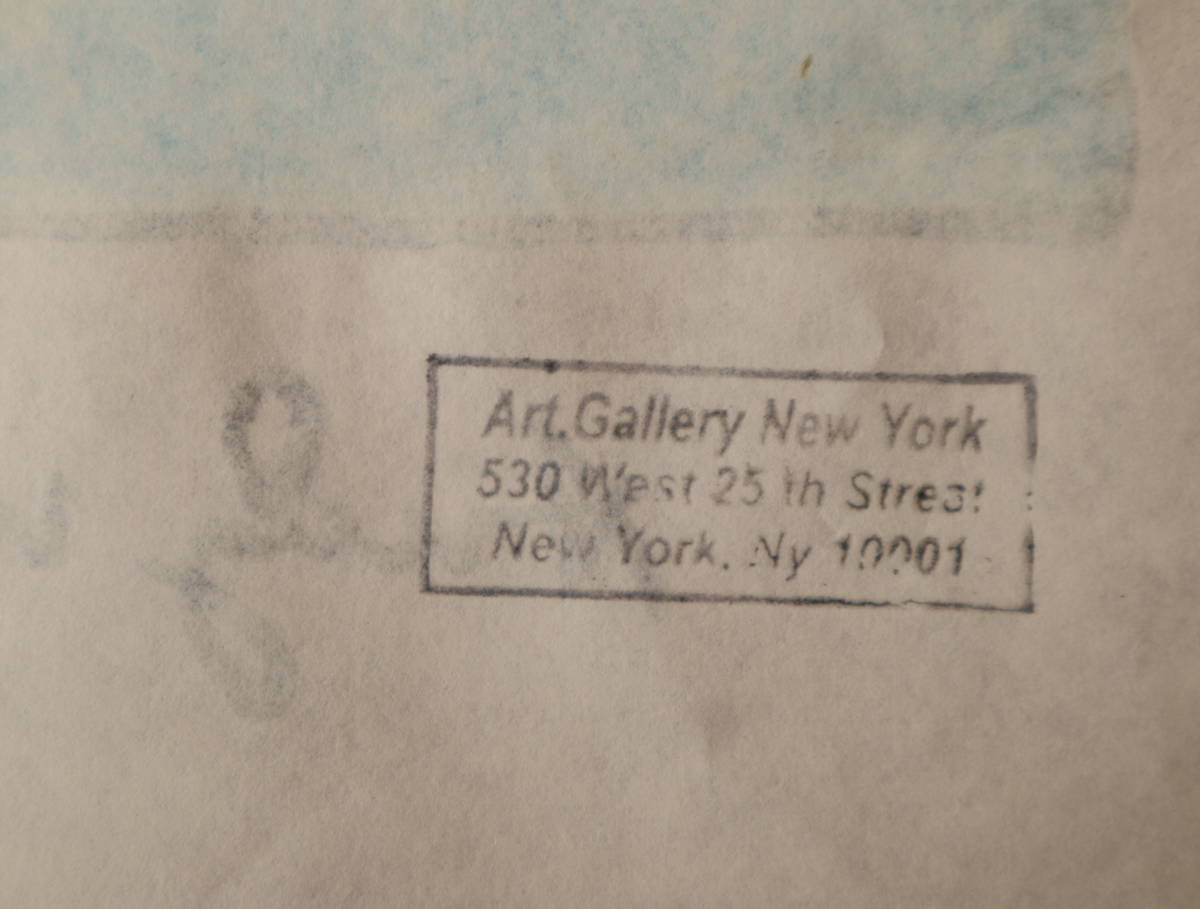 Art.Gallery New York
530 West 25 th Street
New York. Ny 10001